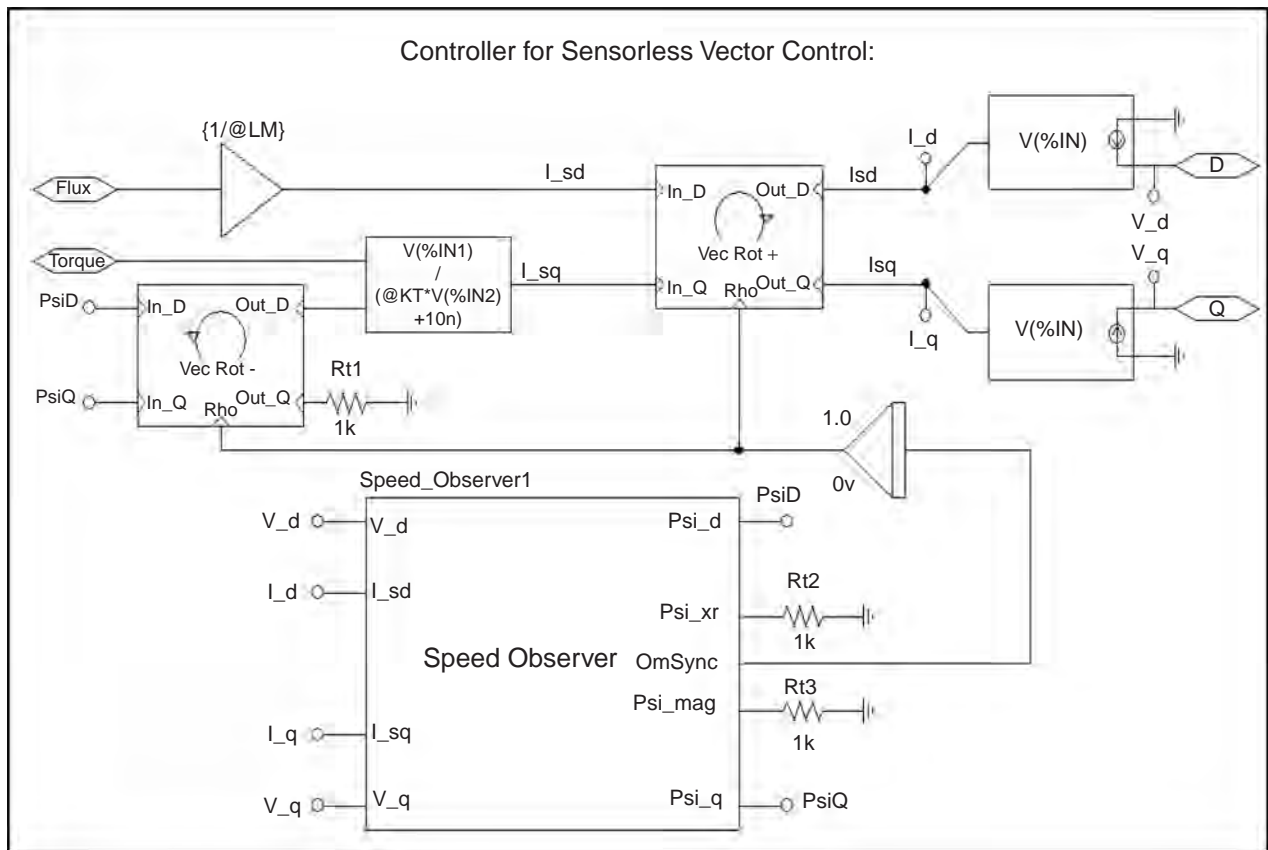 Controller for Sensorless Vector Control:
{1/@LM}
Flux
I_sd
In_D
Out_D
Vec Rot +
In_Q
Out_Q
Rho
Isd
I_d
V(%IN)
D
V_d
Torque
V(%IN1)
/
(@KT*V(%IN2)
+10n)
I_sq
Isq
I_q
V_q
V(%IN)
Q
PsiD
In_D
Out_D
Vec Rot -
PsiQ
In_Q
Out_Q
Rho
Rt1
1k
1.0
0v
Speed_Observer1
V_d
V_d
Psi_d
PsiD
I_d
I_sd
Psi_xr
Rt2
1k
Speed Observer
OmSync
Psi_mag
Rt3
1k
I_q
I_sq
V_q
V_q
Psi_q
PsiQ